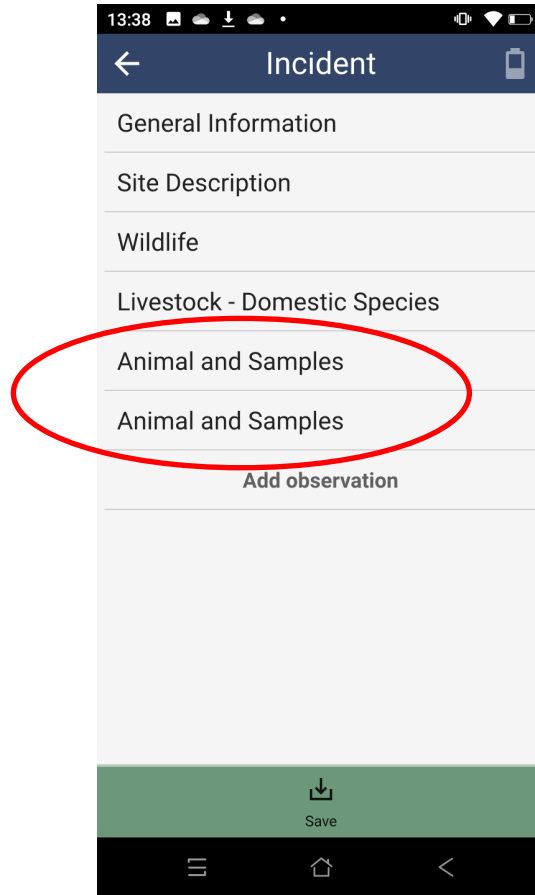 13:38
Incident
General Information
Site Description
Wildlife
Livestock - Domestic Species
Animal and Samples
Animal and Samples
Add observation
Save